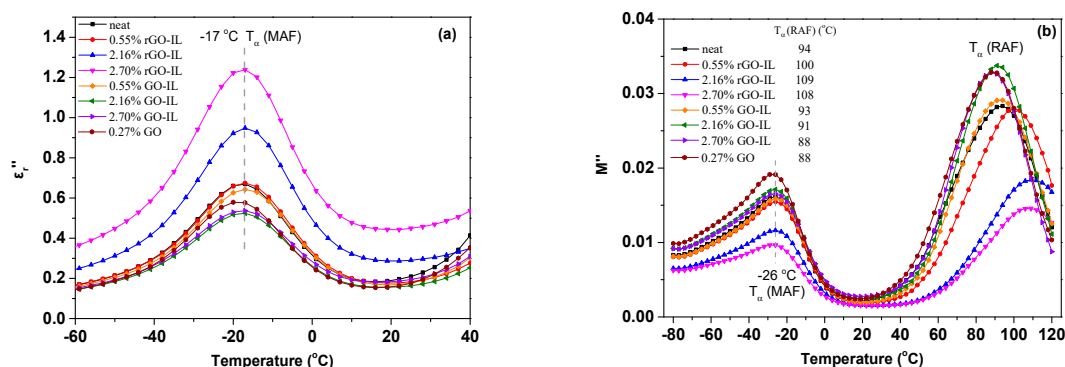 (a)
-17 °C Tα (MAF)
neat
0.55% rGO-IL
2.16% rGO-IL
2.70% rGO-IL
0.55% GO-IL
2.16% GO-IL
2.70% GO-IL
0.27% GO
εr''
1.4
1.2
1.0
0.8
0.6
0.4
0.2
0.0
-60 -40 -20 0 20 40
Temperature (°C)
(b)
Tα(RAF) (°C)
neat 94
0.55% rGO-IL 100
2.16% rGO-IL 109
2.70% rGO-IL 108
0.55% GO-IL 93
2.16% GO-IL 91
2.70% GO-IL 88
0.27% GO 88
Tα (RAF)
-26 °C
Tα (MAF)
M''
0.04
0.03
0.02
0.01
0.00
-80 -60 -40 -20 0 20 40 60 80 100 120
Temperature (°C)